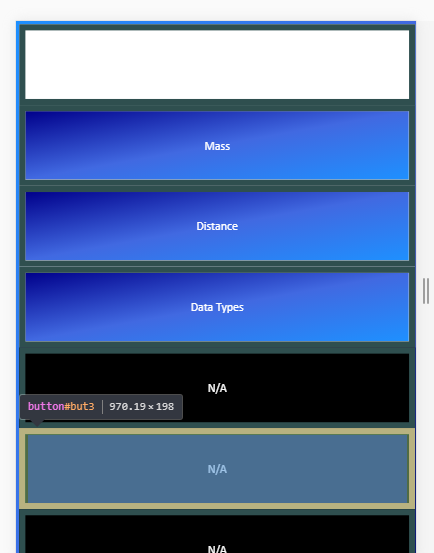 Mass
Distance
Data Types
N/A
button#but3 970.19 × 198
N/A
N/A